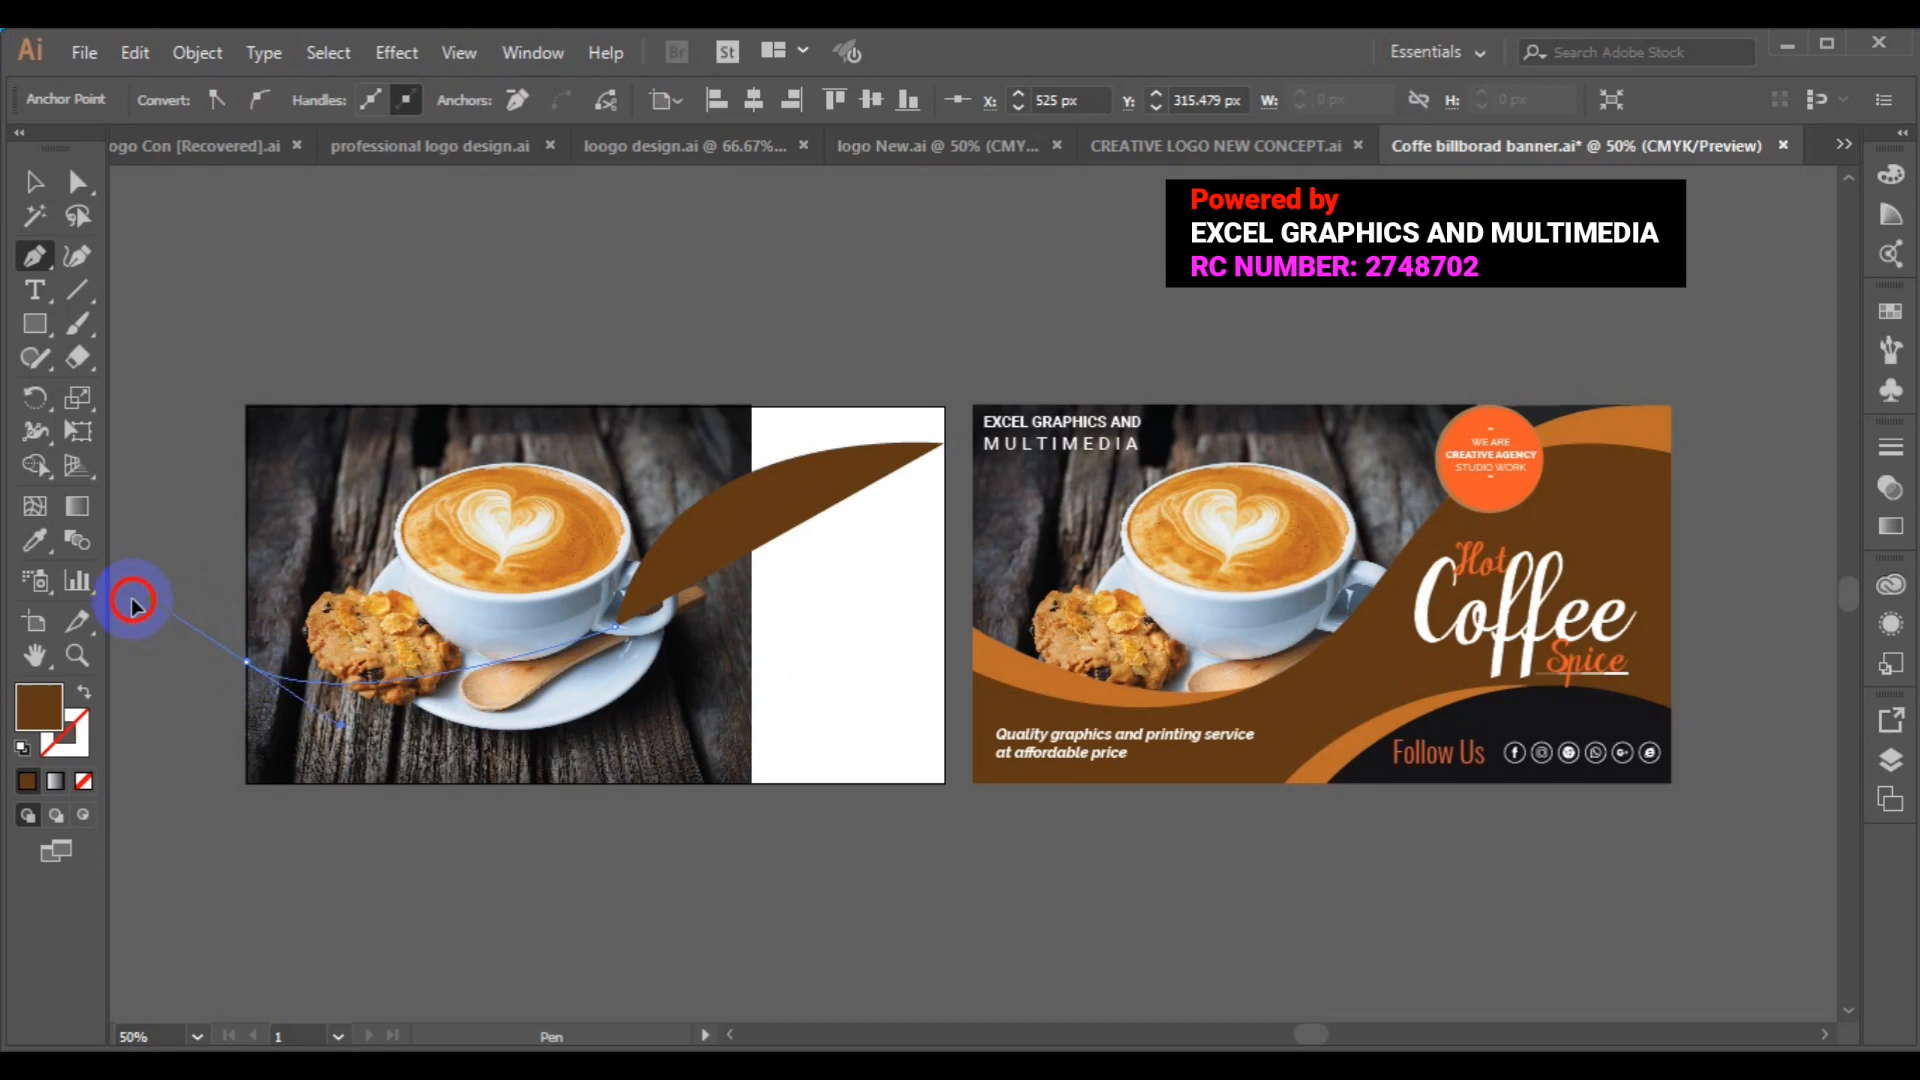 Ai File Edit Object Type Select Effect View Window Help Br St Essentials Search Adobe Stock
Anchor Point Convert: Handles: Anchors: X: 525 px Y: 315.479 px W: 0 px H: 0 px
ogo Con [Recovered].ai professional logo design.ai loogo design.ai @ 66.67%... logo New.ai @ 50% (CMY... CREATIVE LOGO NEW CONCEPT.ai Coffe billborad banner.ai* @ 50% (CMYK/Preview)
Powered by
EXCEL GRAPHICS AND MULTIMEDIA
RC NUMBER: 2748702
EXCEL GRAPHICS AND
MULTIMEDIA
WE ARE
CREATIVE AGENCY
STUDIO WORK
Hot
Coffee
Spice
Quality graphics and printing service
at affordable price
Follow Us
50% 1 Pen